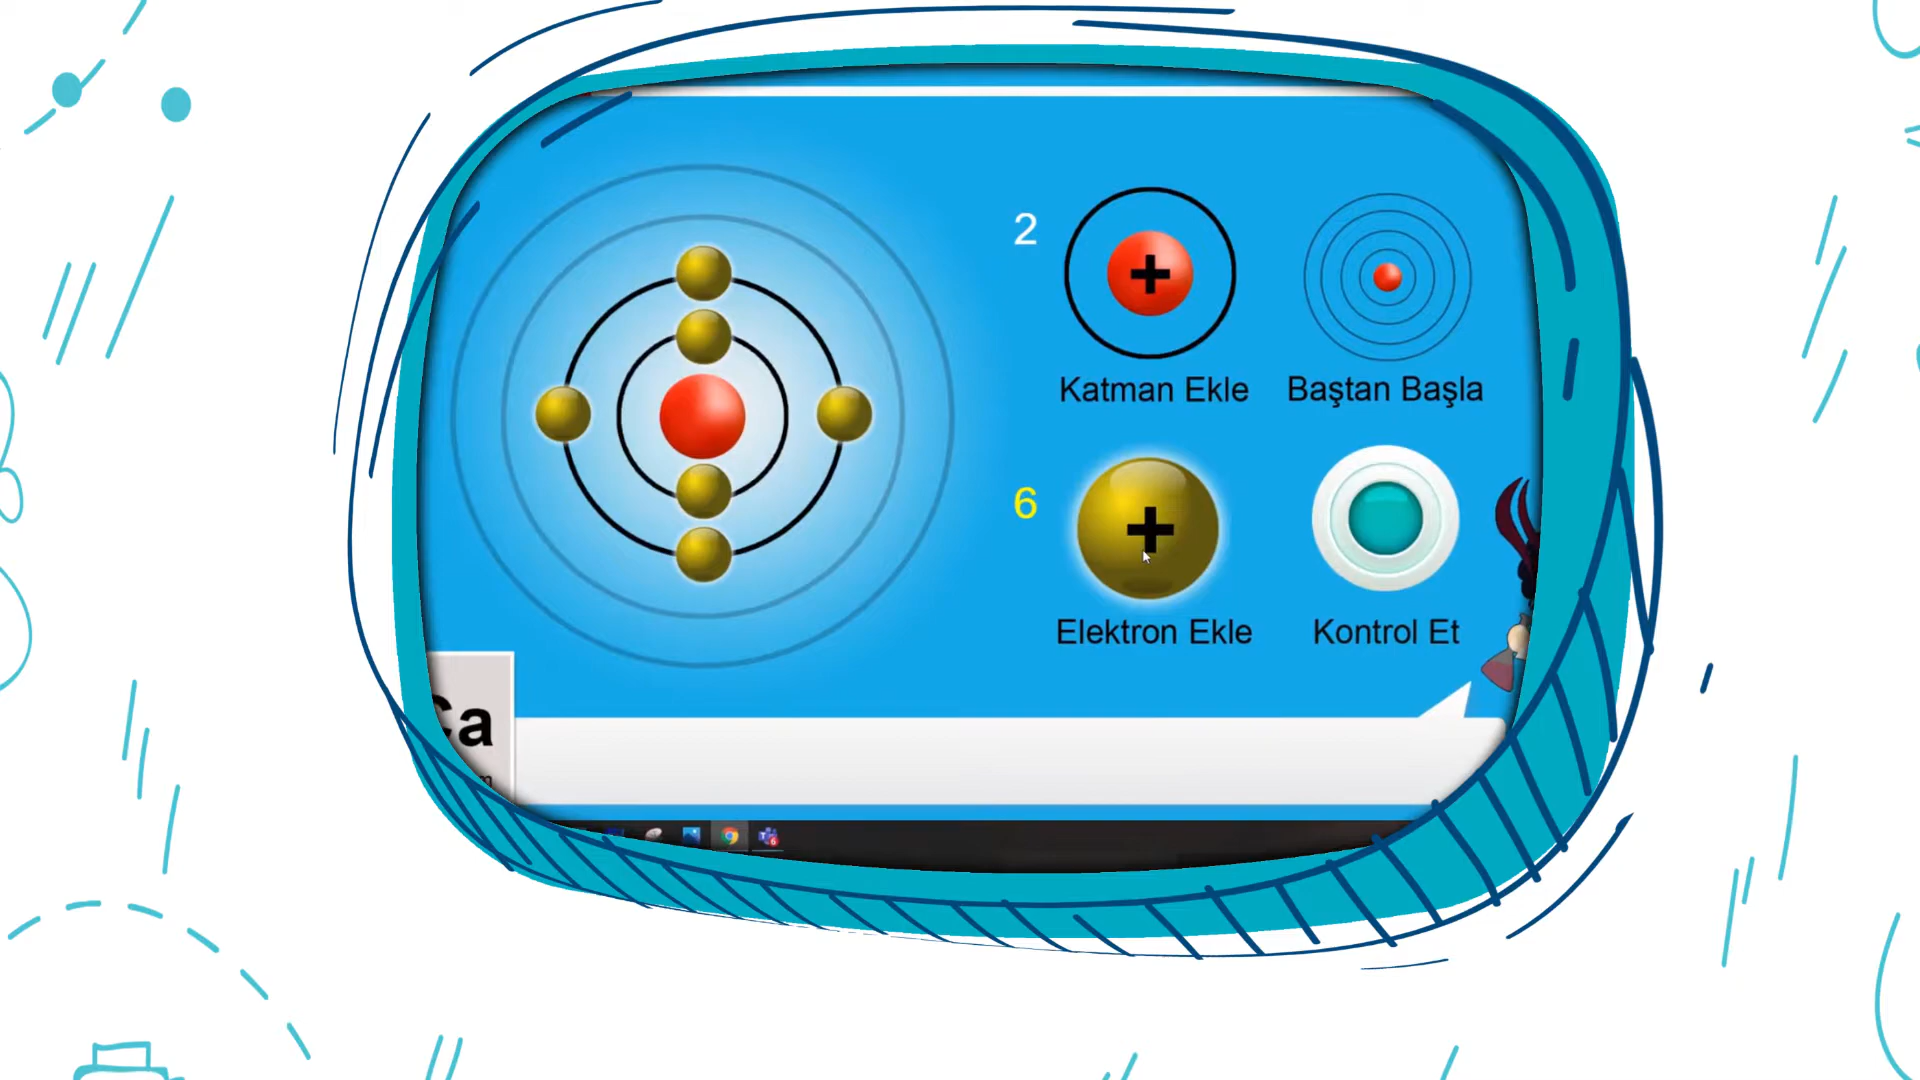 2
Katman Ekle
Baştan Başla
6
Elektron Ekle
Kontrol Et
Ca